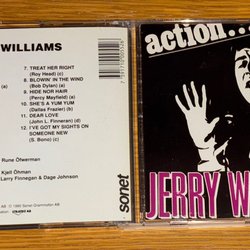 WILLIAMS
7. TREAT HER RIGHT
(Roy Head) (c)
8. BLOWIN' IN THE WIND
(Bob Dylan) (a)
9. HIDE NOR HAIR
(Percy Mayfield) (c)
10. SHE'S A YUM YUM
(Dallas Frazier) (c)
11. DEAR LOVE
(John L. Finneran) (a)
12. I'VE GOT MY SIGHTS ON
SOMEONE NEW
(S. Bono) (c)
a)
Rune Öfwerman
Kjell Öhman
Larry Finnegan & Dage Johnson
sonet
action...
JERRY W